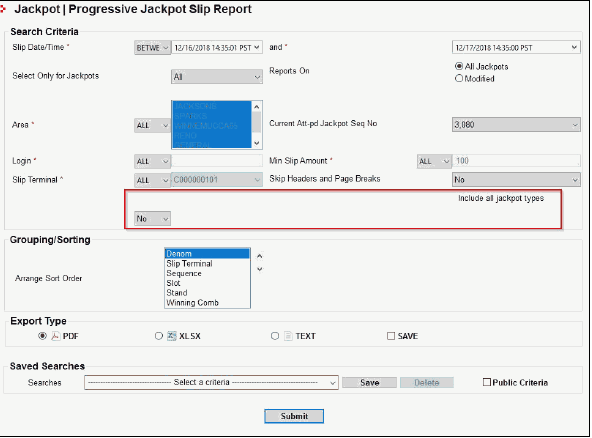 Jackpot | Progressive Jackpot Slip Report
Search Criteria
Slip Date/Time * BETWE 12/16/2018 14:35:01 PST and * 12/17/2018 14:35:00 PST
Select Only for Jackpots All Reports On All Jackpots
Modified
Area * ALL Current Att-pd Jackpot Seq No 3,080
Login * ALL Min Slip Amount * ALL 100
Slip Terminal * ALL C000000101 Skip Headers and Page Breaks No
Include all jackpot types
No
Grouping/Sorting
Arrange Sort Order
Denom
Slip Terminal
Sequence
Slot
Stand
Winning Comb
Export Type
PDF XLSX TEXT SAVE
Saved Searches
Searches Select a criteria Save Delete Public Criteria
Submit